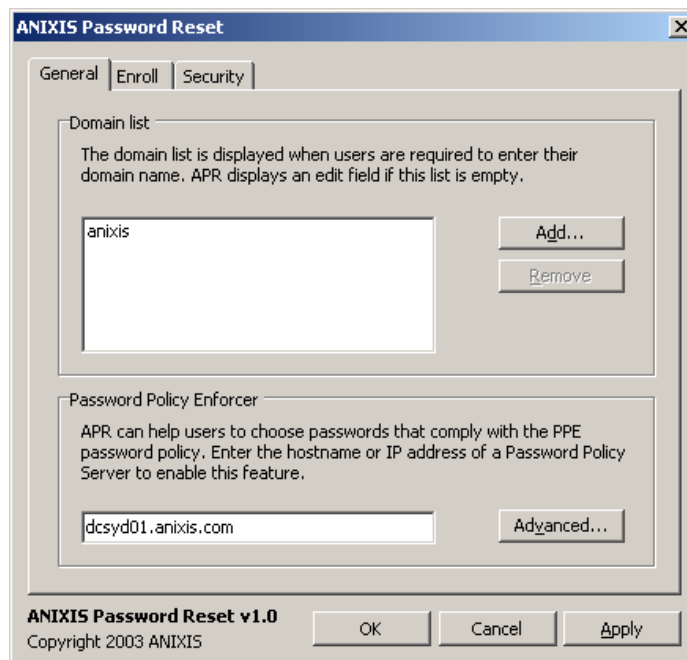 ANIXIS Password Reset
General Enroll Security
Domain list
The domain list is displayed when users are required to enter their
domain name. APR displays an edit field if this list is empty.
anixis
Add...
Remove
Password Policy Enforcer
APR can help users to choose passwords that comply with the PPE
password policy. Enter the hostname or IP address of a Password Policy
Server to enable this feature.
dcsyd01.anixis.com Advanced...
ANIXIS Password Reset v1.0
Copyright 2003 ANIXIS
OK Cancel Apply